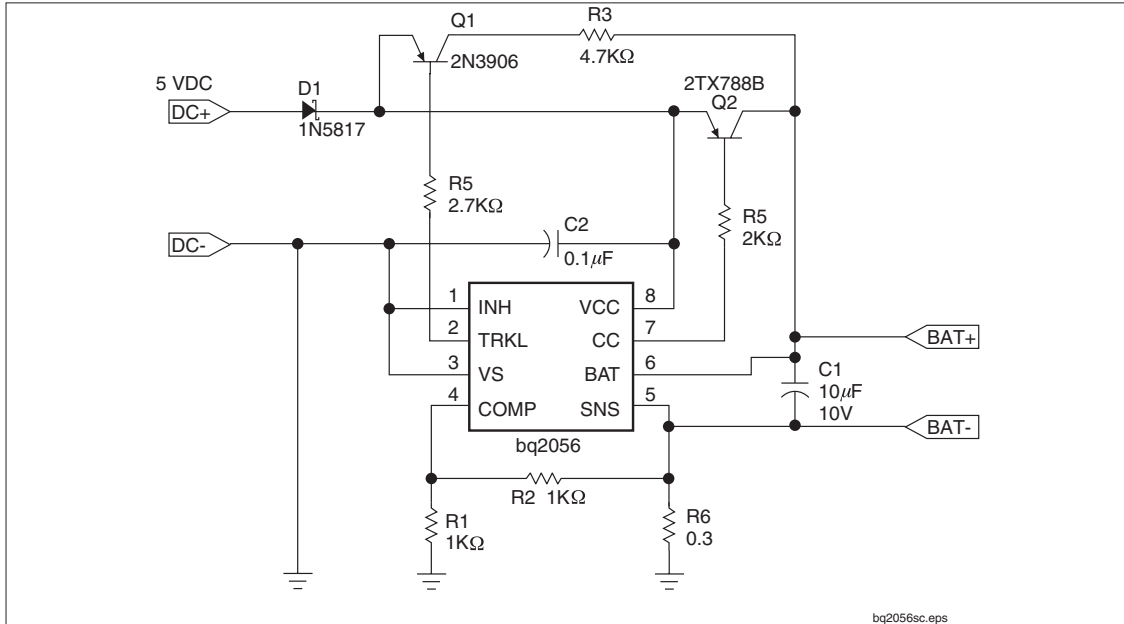 Q1
2N3906
R3
4.7KΩ
5 VDC
DC+
D1
1N5817
2TX788B
Q2
R5
2.7KΩ
R5
2KΩ
DC-
C2
0.1μF
1 INH VCC 8
2 TRKL CC 7
3 VS BAT 6
4 COMP SNS 5
bq2056
BAT+
C1
10μF
10V
BAT-
R2 1KΩ
R1
1KΩ
R6
0.3
bq2056sc.eps